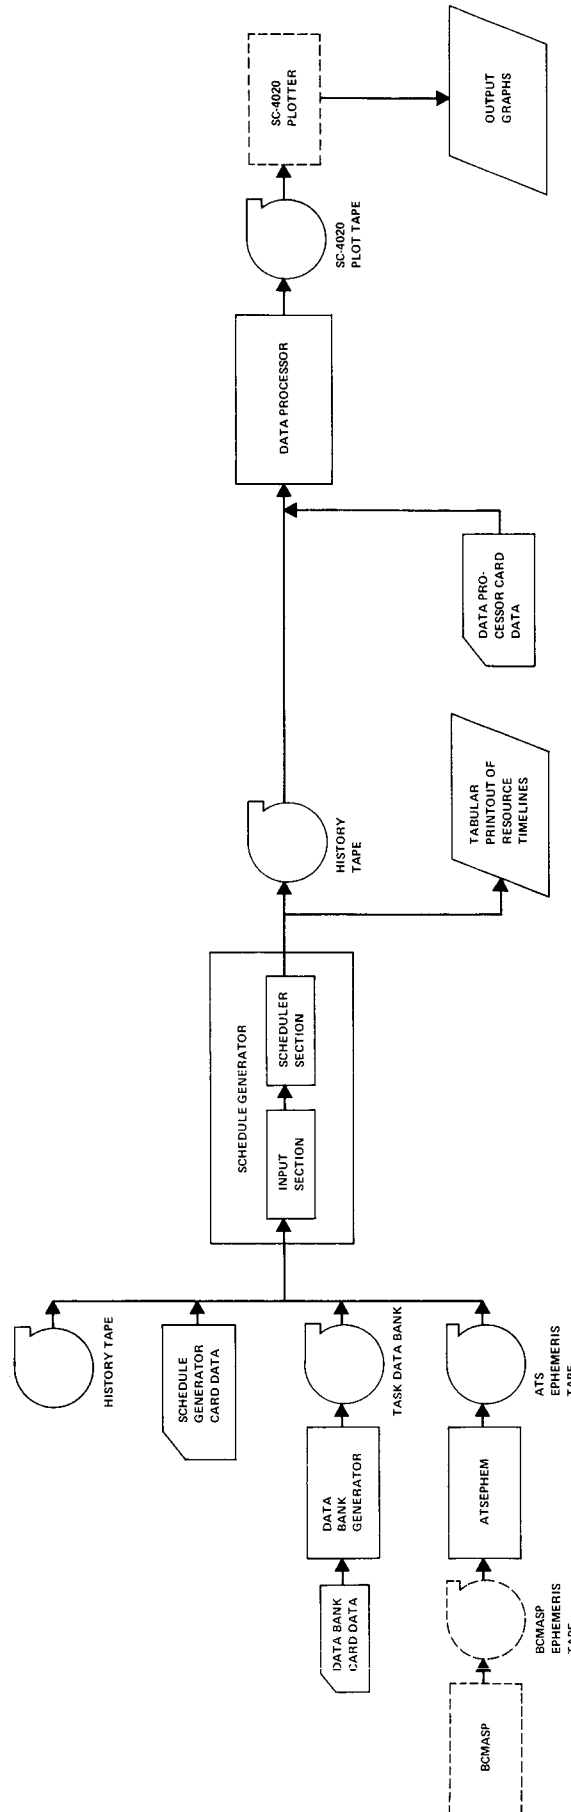 HISTORY TAPE
SCHEDULE
GENERATOR
CARD DATA
DATA BANK
CARD DATA
DATA
BANK
GENERATOR
TASK DATA BANK
BCMASP
BCMASP
EPHEMERIS
TAPE
ATSEPHEM
ATS
EPHEMERIS
TAPE
SCHEDULE GENERATOR
INPUT
SECTION
SCHEDULER
SECTION
HISTORY
TAPE
TABULAR
PRINTOUT OF
RESOURCE
TIMELINES
DATA PRO-
CESSOR CARD
DATA
DATA PROCESSOR
SC-4020
PLOT TAPE
SC-4020
PLOTTER
OUTPUT
GRAPHS